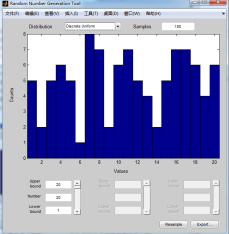 Random Number Generation Tool
文件(F) 编辑(E) 查看(V) 插入(I) 工具(T) 桌面(D) 窗口(W) 帮助(H)
Distribution Discrete Uniform Samples 100
8
7
6
5
4
3
2
1
0
Counts
2 4 6 8 10 12 14 16 18 20
Values
Upper bound 20
Number 20
Lower bound 1
Resample Export...